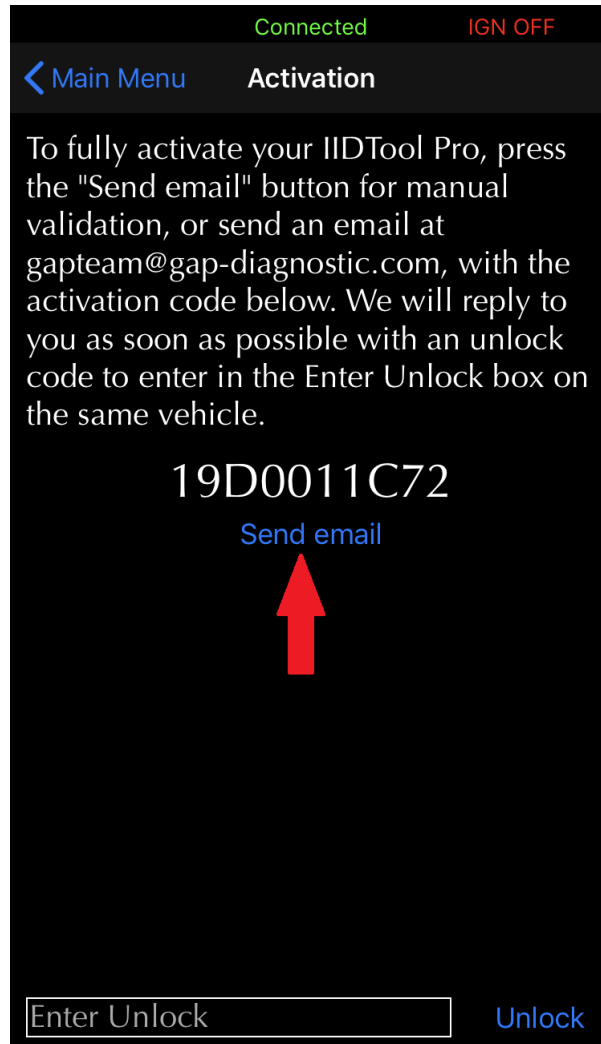 Connected IGN OFF
Main Menu Activation
To fully activate your IIDTool Pro, press
the "Send email" button for manual
validation, or send an email at
gapteam@gap-diagnostic.com, with the
activation code below. We will reply to
you as soon as possible with an unlock
code to enter in the Enter Unlock box on
the same vehicle.
19D0011C72
Send email
Enter Unlock Unlock